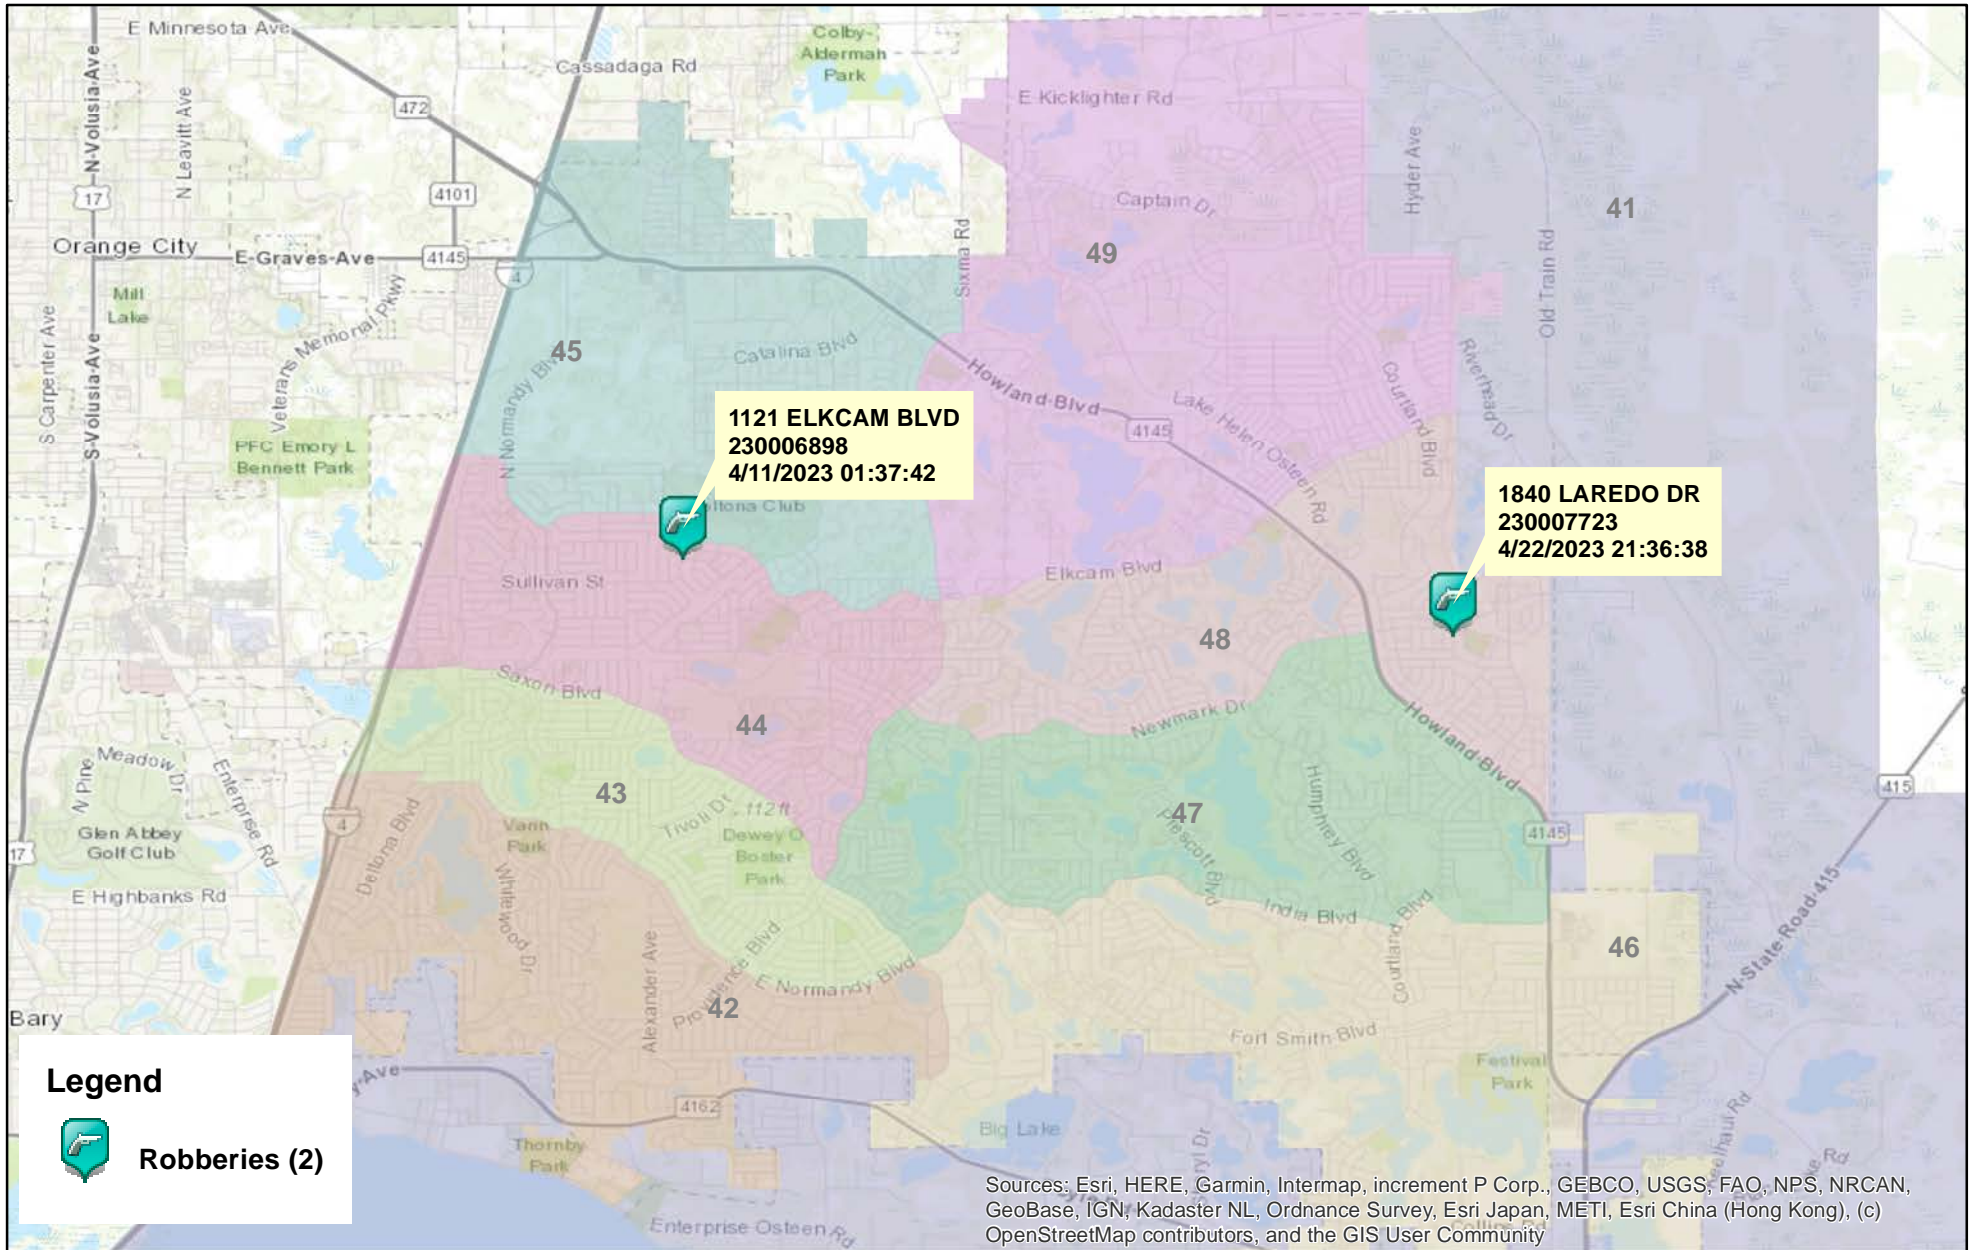 E Minnesota Ave
Cassadaga Rd
Colby-
Alderman
Park
N-Volusia-Ave
N Leavitt Ave
472
4101
17
E Kicklighter Rd
Hyder Ave
41
Captain Dr
49
Orange City
E-Graves-Ave
4145
4
Sixma Rd
Old Train Rd
Mill
Lake
S Carpenter Ave
S-Volusia-Ave
Veterans Memorial Pkwy
45
N Normandy Blvd
Catalina Blvd
Howland-Blvd
4145
Lake Helen Osteen Rd
Courtland Blvd
Riverhead Dr
PFC Emory L
Bennett Park
1121 ELKCAM BLVD
230006898
4/11/2023 01:37:42
ltona Club
1840 LAREDO DR
230007723
4/22/2023 21:36:38
Sullivan St
Elkcam Blvd
48
Saxon Blvd
44
Newmark Dr
Howland-Blvd
N Pine
Meadow Dr
Enterprise Rd
4
43
Tivoli Dr
112 ft
47
Prescott Blvd
Humphrey Blvd
4145
415
Glen Abbey
Golf Club
17
Deltona Blvd
Vann
Park
Dewey O
Boster
Park
E Highbanks Rd
Whitewood Dr
India Blvd
Courtland Blvd
46
N-State-Road-415
Alexander Ave
Providence Blvd
E Normandy Blvd
42
Bary
Fort Smith Blvd
Festival
Park
y-Ave
4162
Big Lake
Thornby
Park
Enterprise Osteen Rd
Collins Rd
Legend
Robberies (2)
Sources: Esri, HERE, Garmin, Intermap, increment P Corp., GEBCO, USGS, FAO, NPS, NRCAN,
GeoBase, IGN, Kadaster NL, Ordnance Survey, Esri Japan, METI, Esri China (Hong Kong), (c)
OpenStreetMap contributors, and the GIS User Community